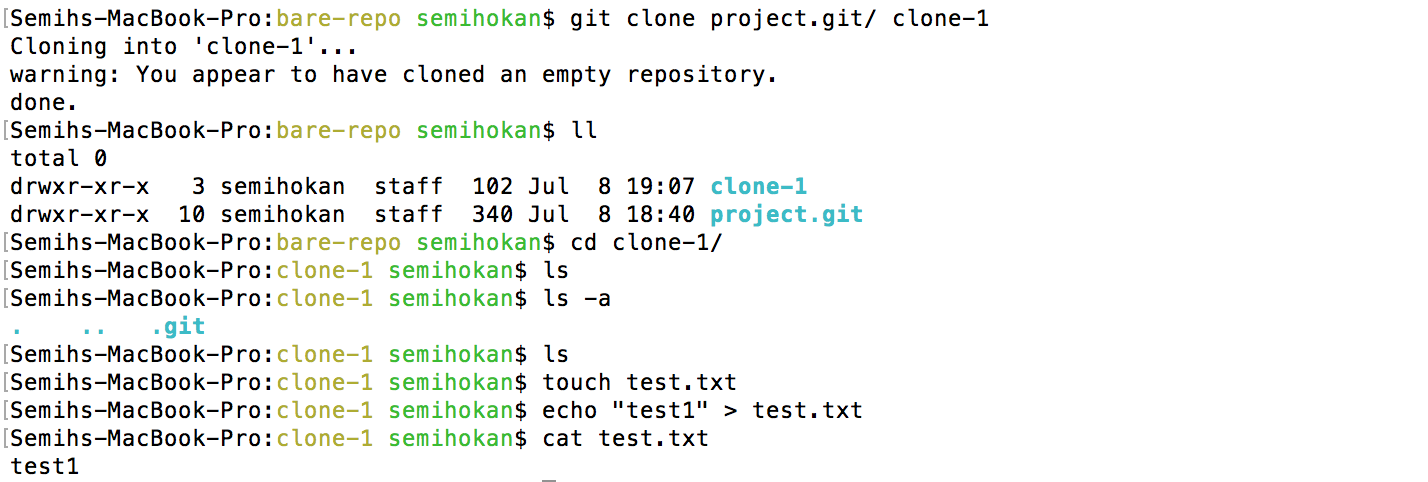 [Semihs-MacBook-Pro:bare-repo semihokan$ git clone project.git/ clone-1
Cloning into 'clone-1'...
warning: You appear to have cloned an empty repository.
done.
[Semihs-MacBook-Pro:bare-repo semihokan$ ll
total 0
drwxr-xr-x   3 semihokan  staff  102 Jul  8 19:07 clone-1
drwxr-xr-x  10 semihokan  staff  340 Jul  8 18:40 project.git
[Semihs-MacBook-Pro:bare-repo semihokan$ cd clone-1/
[Semihs-MacBook-Pro:clone-1 semihokan$ ls
[Semihs-MacBook-Pro:clone-1 semihokan$ ls -a
.    ..   .git
[Semihs-MacBook-Pro:clone-1 semihokan$ ls
[Semihs-MacBook-Pro:clone-1 semihokan$ touch test.txt
[Semihs-MacBook-Pro:clone-1 semihokan$ echo "test1" > test.txt
[Semihs-MacBook-Pro:clone-1 semihokan$ cat test.txt
test1